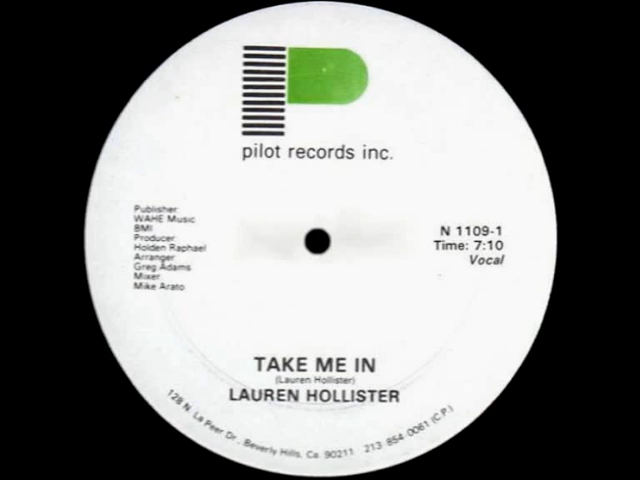 pilot records inc.
Publisher
WAHE Music
BMI
Producer
Holden Raphael
Arranger
Greg Adams
Mixer
Mike Arato
N 1109-1
Time: 7:10
Vocal
TAKE ME IN
(Lauren Hollister)
LAUREN HOLLISTER
128 N. La Peer Dr., Beverly Hills, Ca. 90211 213·854-0061 (C.P.)